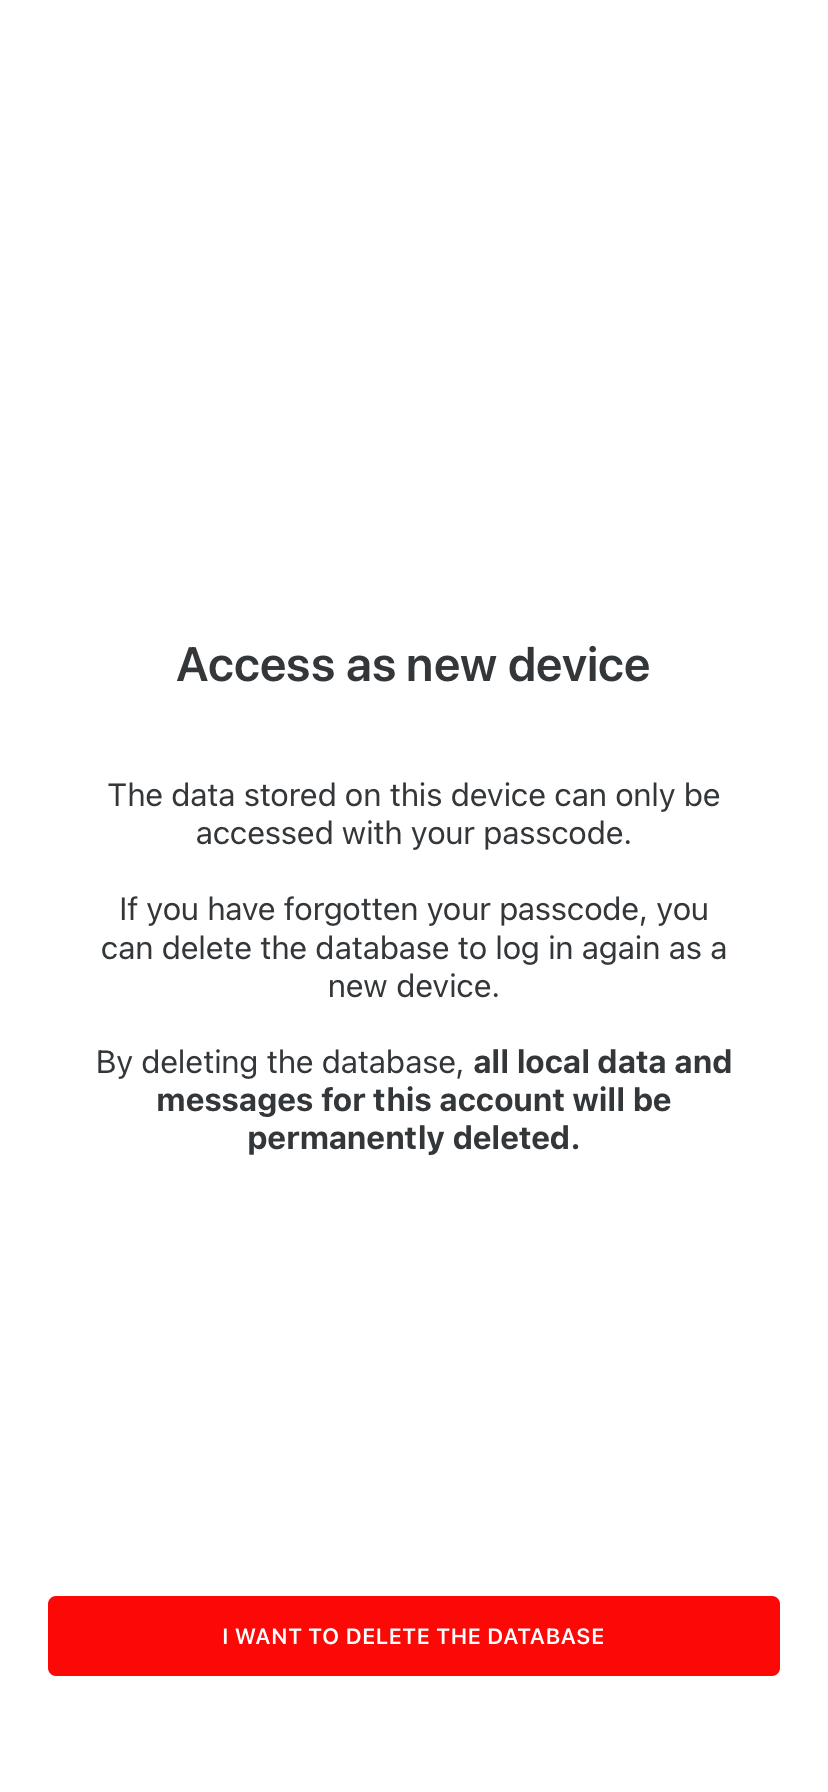 Access as new device
The data stored on this device can only be
accessed with your passcode.
If you have forgotten your passcode, you
can delete the database to log in again as a
new device.
By deleting the database, all local data and
messages for this account will be
permanently deleted.
I WANT TO DELETE THE DATABASE